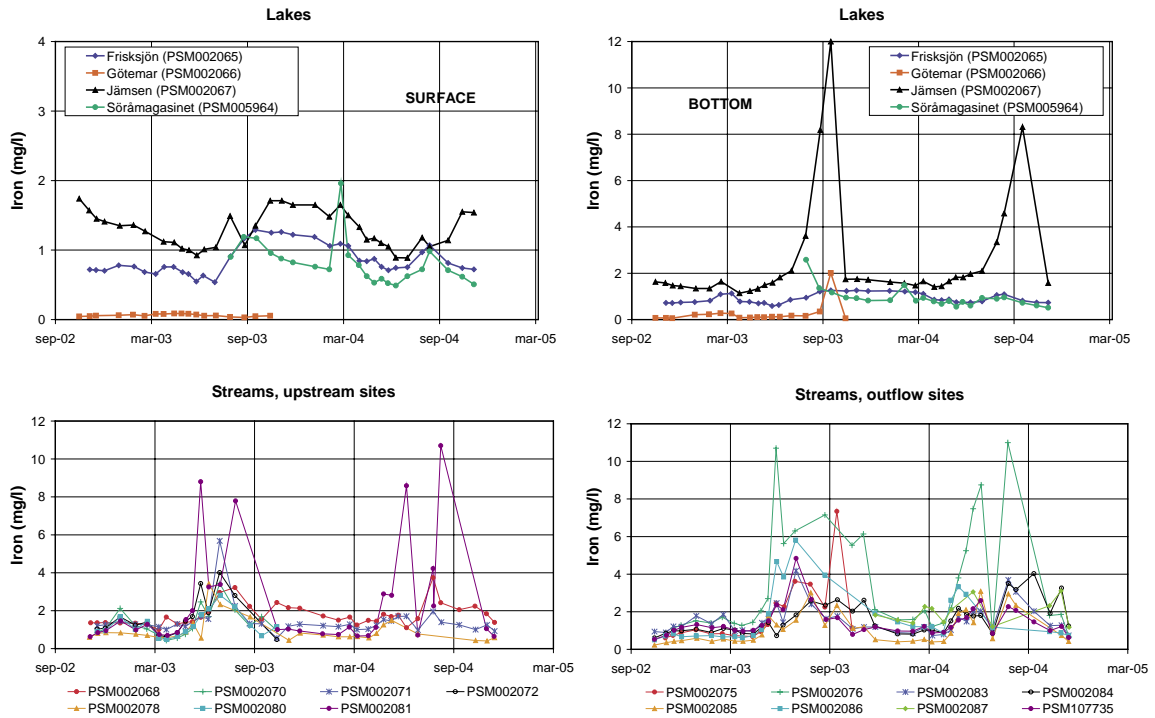 Lakes
4
3
2
1
0
Iron (mg/l)
Frisksjön (PSM002065)
Götemar (PSM002066)
Jämsen (PSM002067)
Söråmagasinet (PSM005964)
SURFACE
sep-02 mar-03 sep-03 mar-04 sep-04 mar-05
Lakes
12
10
8
6
4
2
0
Iron (mg/l)
Frisksjön (PSM002065)
Götemar (PSM002066)
Jämsen (PSM002067)
Söråmagasinet (PSM005964)
BOTTOM
sep-02 mar-03 sep-03 mar-04 sep-04 mar-05
Streams, upstream sites
12
10
8
6
4
2
0
Iron (mg/l)
sep-02 mar-03 sep-03 mar-04 sep-04 mar-05
PSM002068 PSM002070 PSM002071 PSM002072
PSM002078 PSM002080 PSM002081
Streams, outflow sites
12
10
8
6
4
2
0
Iron (mg/l)
sep-02 mar-03 sep-03 mar-04 sep-04 mar-05
PSM002075 PSM002076 PSM002083 PSM002084
PSM002085 PSM002086 PSM002087 PSM107735